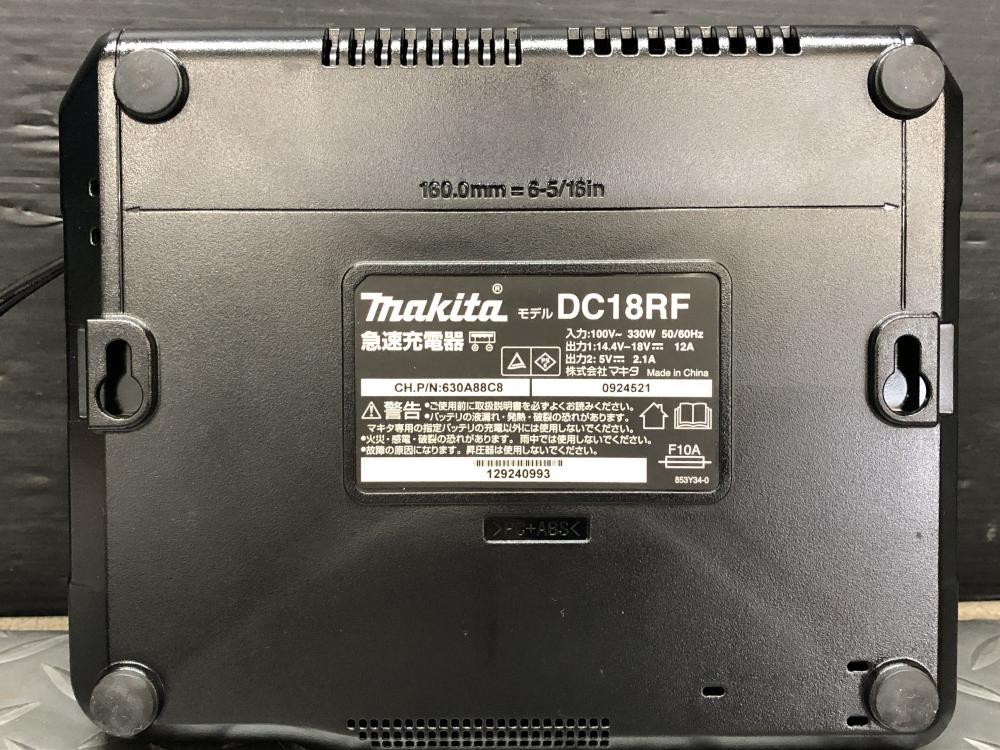 160.0mm = 6-5/16in
makita® モデル DC18RF
急速充電器
入力:100V~ 330W 50/60Hz
出力1:14.4V-18V⎓ 12A
出力2: 5V⎓ 2.1A
株式会社 マキタ Made in China
PS E
CH.P/N:630A88C8 0924521
⚠警告 •ご使用前に取扱説明書を必ずよくお読みください。
•バッテリの液漏れ・発熱・破裂の恐れがあります。
マキタ専用の指定バッテリの充電以外には使用しないでください。
•火災・感電・破裂の恐れがあります。雨中では使用しないでください。
•故障の原因になります。昇圧器は使用しないでください。
F10A
129240993
853Y34-0
>PC+ABS<